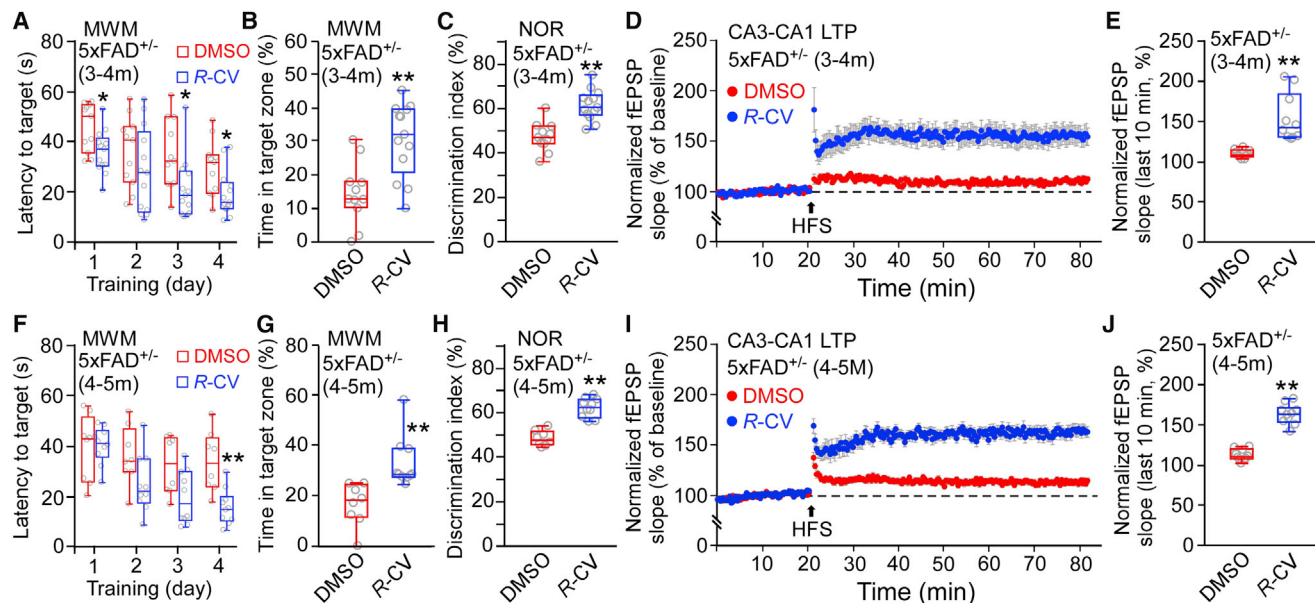 A
MWM
5xFAD+/-
(3-4m)
DMSO
R-CV
Latency to target (s)
80
60
40
20
0
*
*
*
1 2 3 4
Training (day)
B
MWM
5xFAD+/-
(3-4m)
**
Time in target zone (%)
60
50
40
30
20
10
0
DMSO
R-CV
C
NOR
5xFAD+/-
(3-4m)
**
Discrimination index (%)
100
80
60
40
20
0
DMSO
R-CV
D
CA3-CA1 LTP
5xFAD+/- (3-4m)
DMSO
R-CV
Normalized fEPSP
slope (% of baseline)
250
200
150
100
HFS
10 20 30 40 50 60 70 80
Time (min)
E
5xFAD+/-
(3-4m)
**
Normalized fEPSP
slope (last 10 min, %)
250
200
150
100
50
0
DMSO
R-CV
F
MWM
5xFAD+/-
(4-5m)
DMSO
R-CV
Latency to target (s)
80
60
40
20
0
**
1 2 3 4
Training (day)
G
MWM
5xFAD+/-
(4-5m)
**
Time in target zone (%)
80
60
40
20
0
DMSO
R-CV
H
NOR
5xFAD+/-
(4-5m)
**
Discrimination index (%)
100
80
60
40
20
0
DMSO
R-CV
I
CA3-CA1 LTP
5xFAD+/- (4-5M)
DMSO
R-CV
Normalized fEPSP
slope (% of baseline)
250
200
150
100
HFS
10 20 30 40 50 60 70 80
Time (min)
J
5xFAD+/-
(4-5m)
**
Normalized fEPSP
slope (last 10 min, %)
250
200
150
100
50
0
DMSO
R-CV